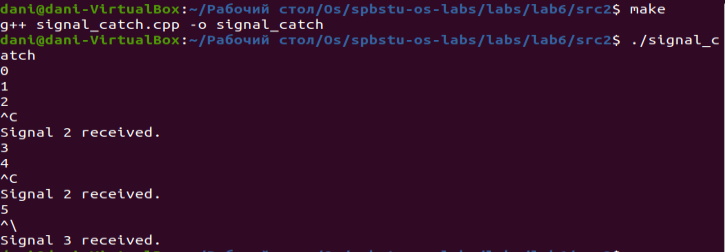 dani@dani-VirtualBox:~/Рабочий стол/Os/spbstu-os-labs/labs/lab6/src2$ make
g++ signal_catch.cpp -o signal_catch
dani@dani-VirtualBox:~/Рабочий стол/Os/spbstu-os-labs/labs/lab6/src2$ ./signal_c
atch
0
1
2
^C
Signal 2 received.
3
4
^C
Signal 2 received.
5
^\
Signal 3 received.